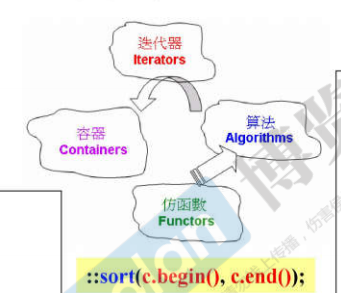 迭代器
Iterators
容器
Containers
算法
Algorithms
仿函數
Functors
::sort(c.begin(), c.end());